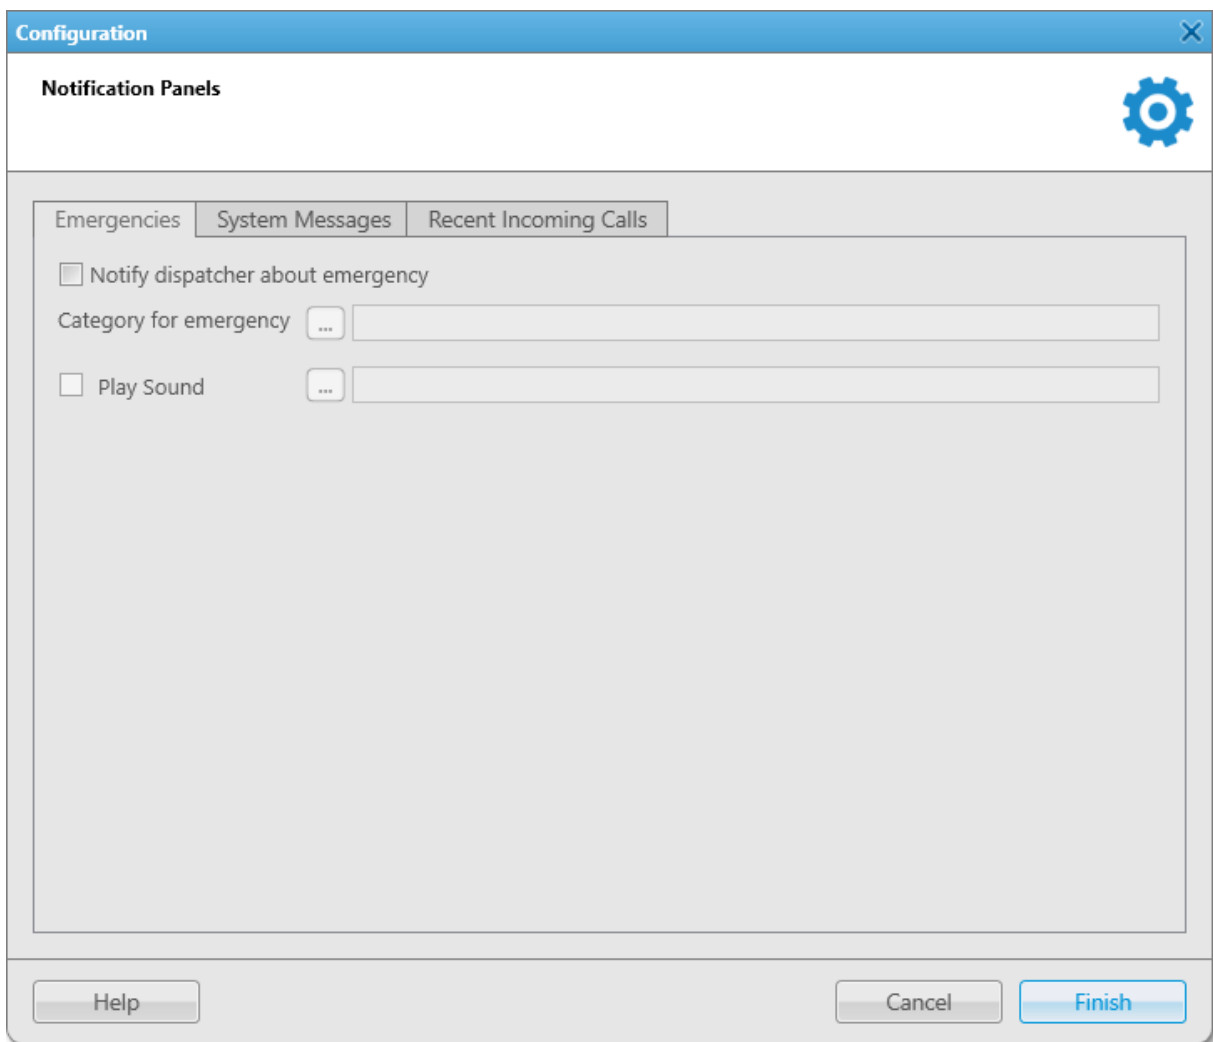 Configuration
Notification Panels
Emergencies System Messages Recent Incoming Calls
Notify dispatcher about emergency
Category for emergency ...
Play Sound ...
Help Cancel Finish